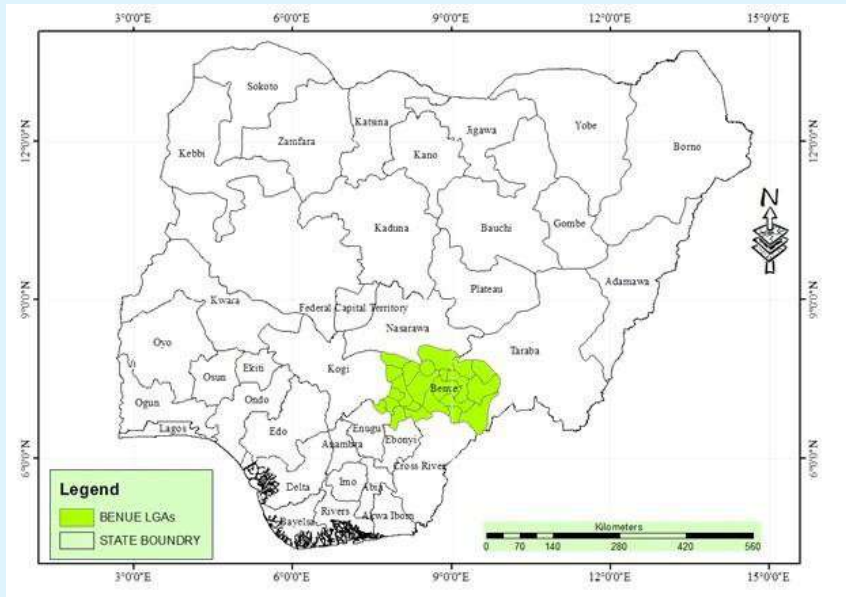 3°0'0"E 6°0'0"E 9°0'0"E 12°0'0"E 15°0'0"E
12°0'0"N 12°0'0"N
9°0'0"N 9°0'0"N
6°0'0"N 6°0'0"N
N
Sokoto
Zamfara
Kebbi
Katsina
Kano
Jigawa
Yobe
Borno
Kaduna
Bauchi
Gombe
Adamawa
Plateau
Kwara
Federal Capital Territory
Nasarawa
Taraba
Oyo
Kogi
Benue
Osun
Ekiti
Ogun
Ondo
Lagos
Edo
Enugu
Anambra
Ebonyi
Cross River
Delta
Imo
Abia
Bayelsa
Rivers
Akwa Ibom
Legend
BENUE LGAs
STATE BOUNDRY
Kilometers
0 70 140 280 420 560
3°0'0"E 6°0'0"E 9°0'0"E 12°0'0"E 15°0'0"E